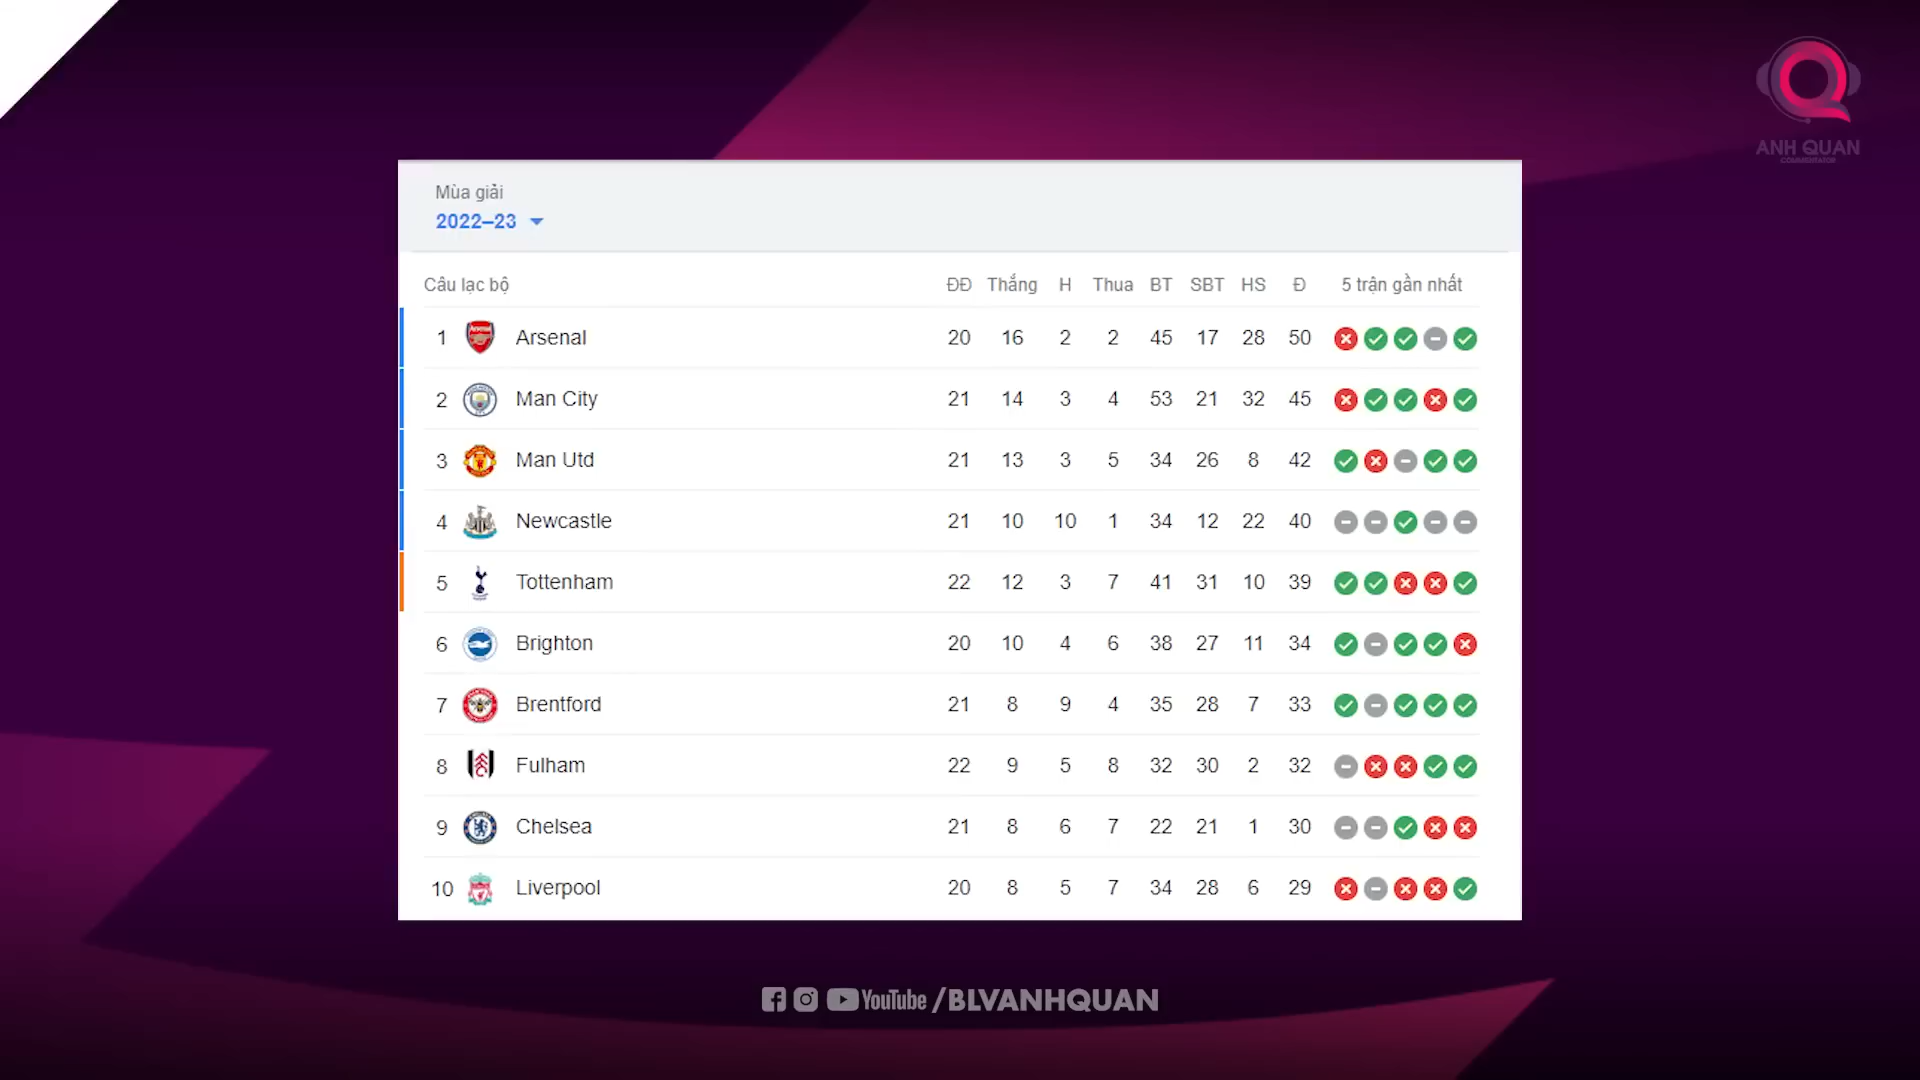 ANH QUAN
COMMENTATOR
Mùa giải
2022–23
Câu lạc bộ ĐĐ Thắng H Thua BT SBT HS Đ 5 trận gần nhất
1 Arsenal 20 16 2 2 45 17 28 50
2 Man City 21 14 3 4 53 21 32 45
3 Man Utd 21 13 3 5 34 26 8 42
4 Newcastle 21 10 10 1 34 12 22 40
5 Tottenham 22 12 3 7 41 31 10 39
6 Brighton 20 10 4 6 38 27 11 34
7 Brentford 21 8 9 4 35 28 7 33
8 Fulham 22 9 5 8 32 30 2 32
9 Chelsea 21 8 6 7 22 21 1 30
10 Liverpool 20 8 5 7 34 28 6 29
YouTube /BLVANHQUAN